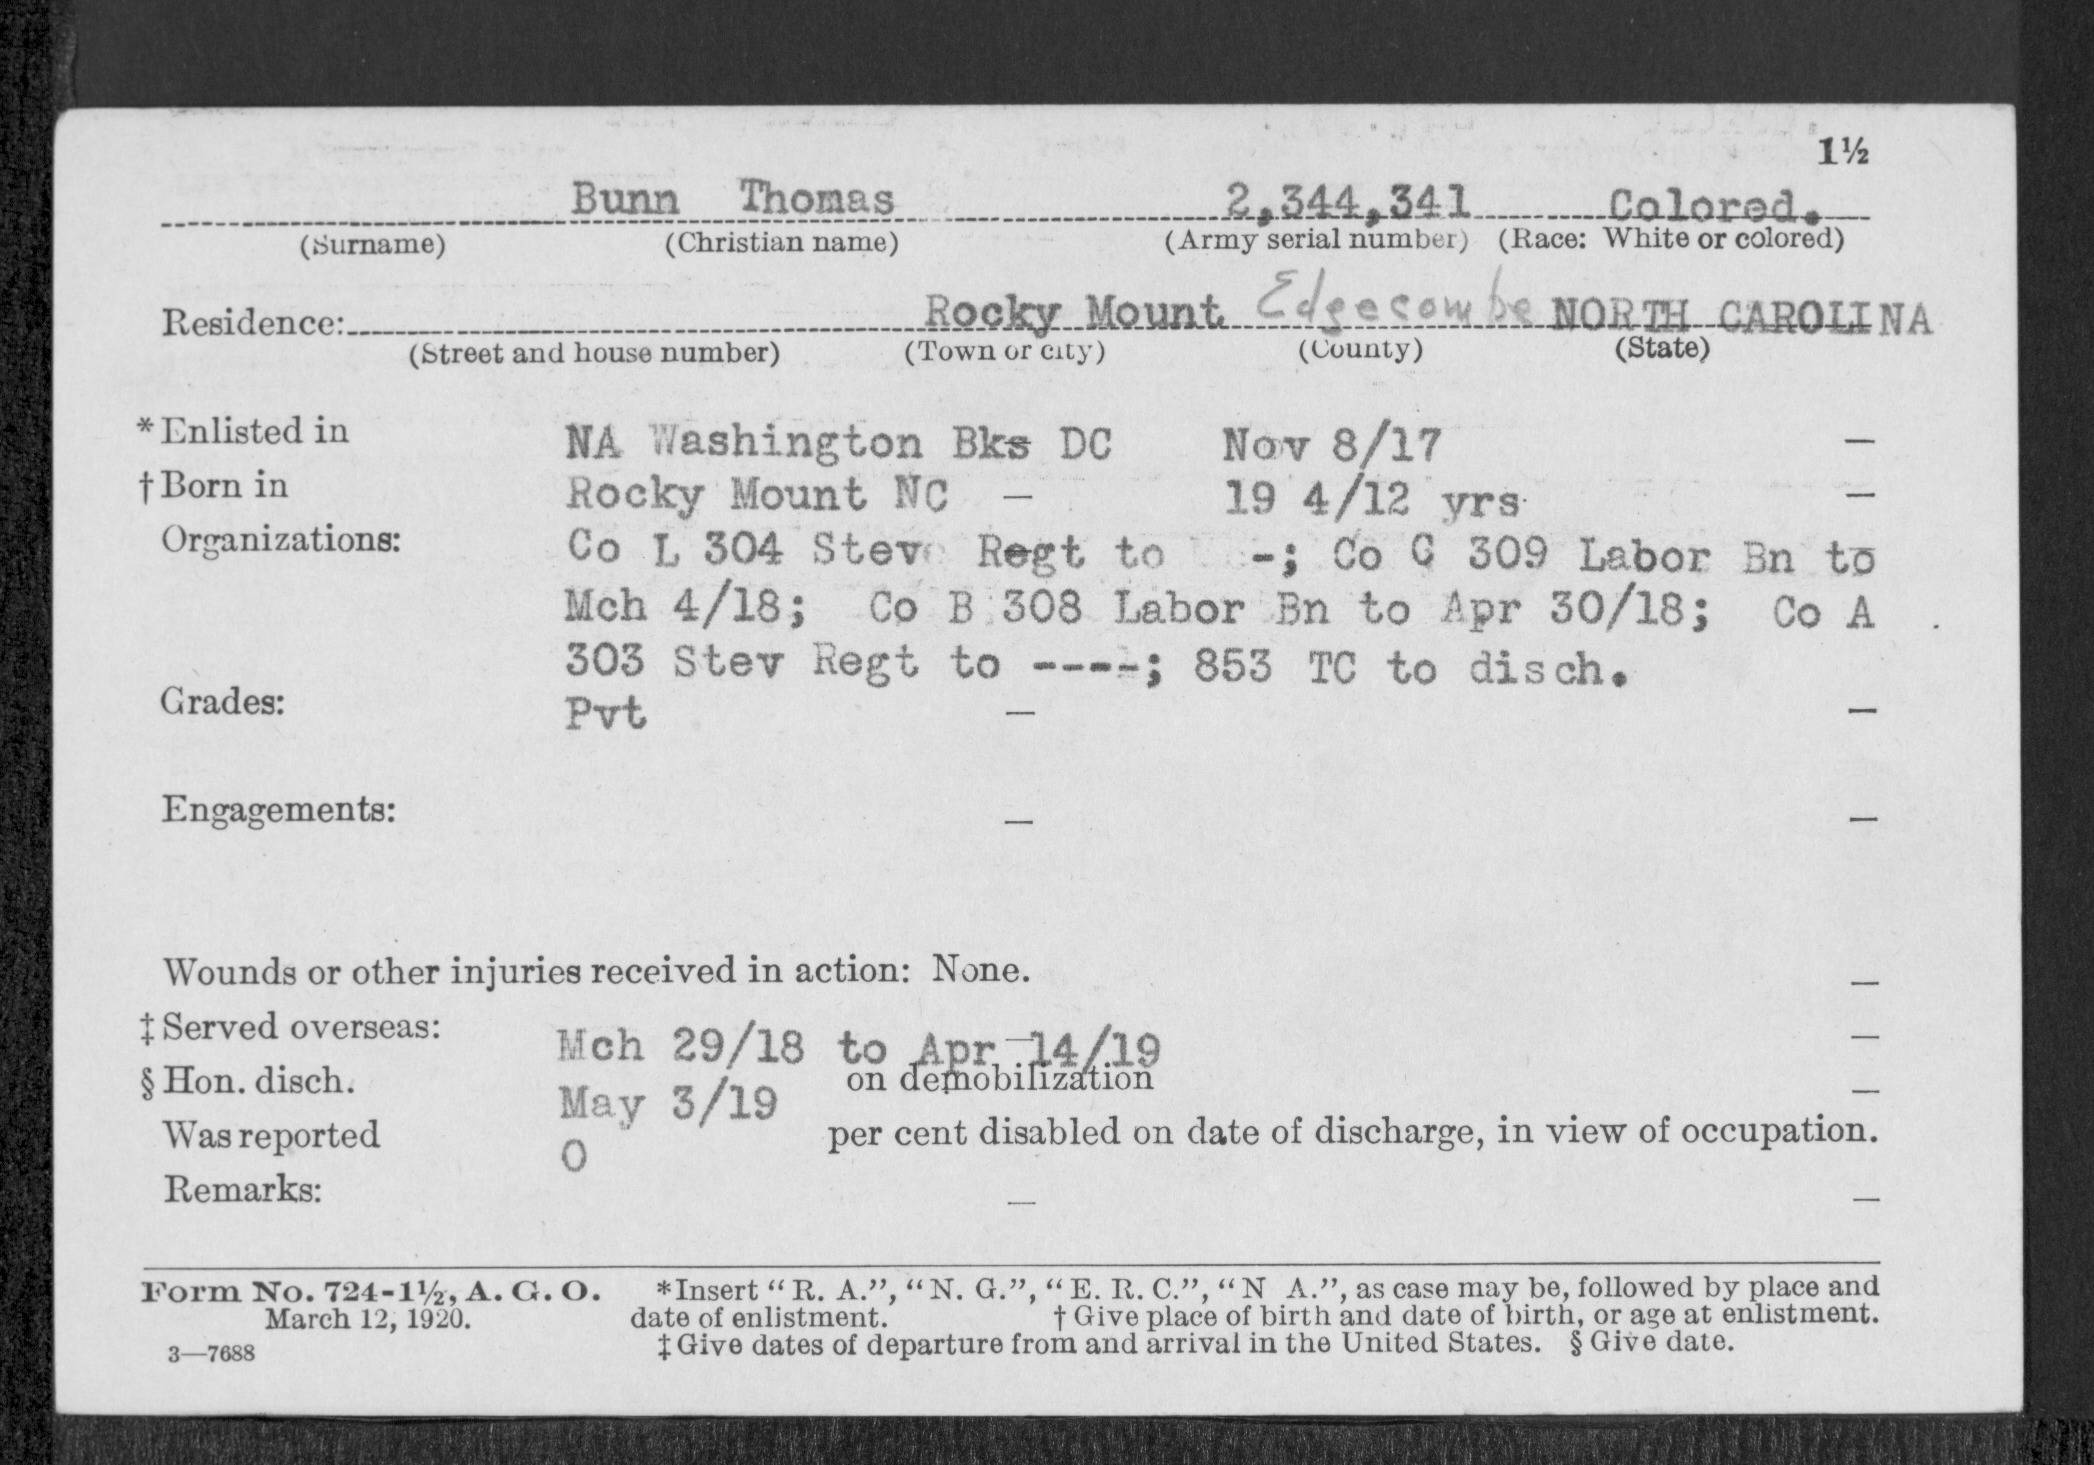 1½
Bunn Thomas 2,344,341 Colored.
(Surname) (Christian name) (Army serial number) (Race: White or colored)
Residence: Rocky Mount Edgecombe NORTH CAROLINA
(Street and house number) (Town or city) (County) (State)
*Enlisted in NA Washington Bks DC Nov 8/17 —
†Born in Rocky Mount NC — 19 4/12 yrs —
Organizations: Co L 304 Stev Regt to -; Co C 309 Labor Bn to
Mch 4/18; Co B 308 Labor Bn to Apr 30/18; Co A
303 Stev Regt to ----; 853 TC to disch.
Grades: Pvt — —
Engagements: — —
Wounds or other injuries received in action: None. —
‡Served overseas: Mch 29/18 to Apr 14/19 —
§Hon. disch. May 3/19 on demobilization —
Was reported 0 per cent disabled on date of discharge, in view of occupation.
Remarks: — —
Form No. 724-1½, A. G. O. *Insert "R. A.", "N. G.", "E. R. C.", "N A.", as case may be, followed by place and
March 12, 1920. date of enlistment. †Give place of birth and date of birth, or age at enlistment.
3—7688 ‡Give dates of departure from and arrival in the United States. §Give date.